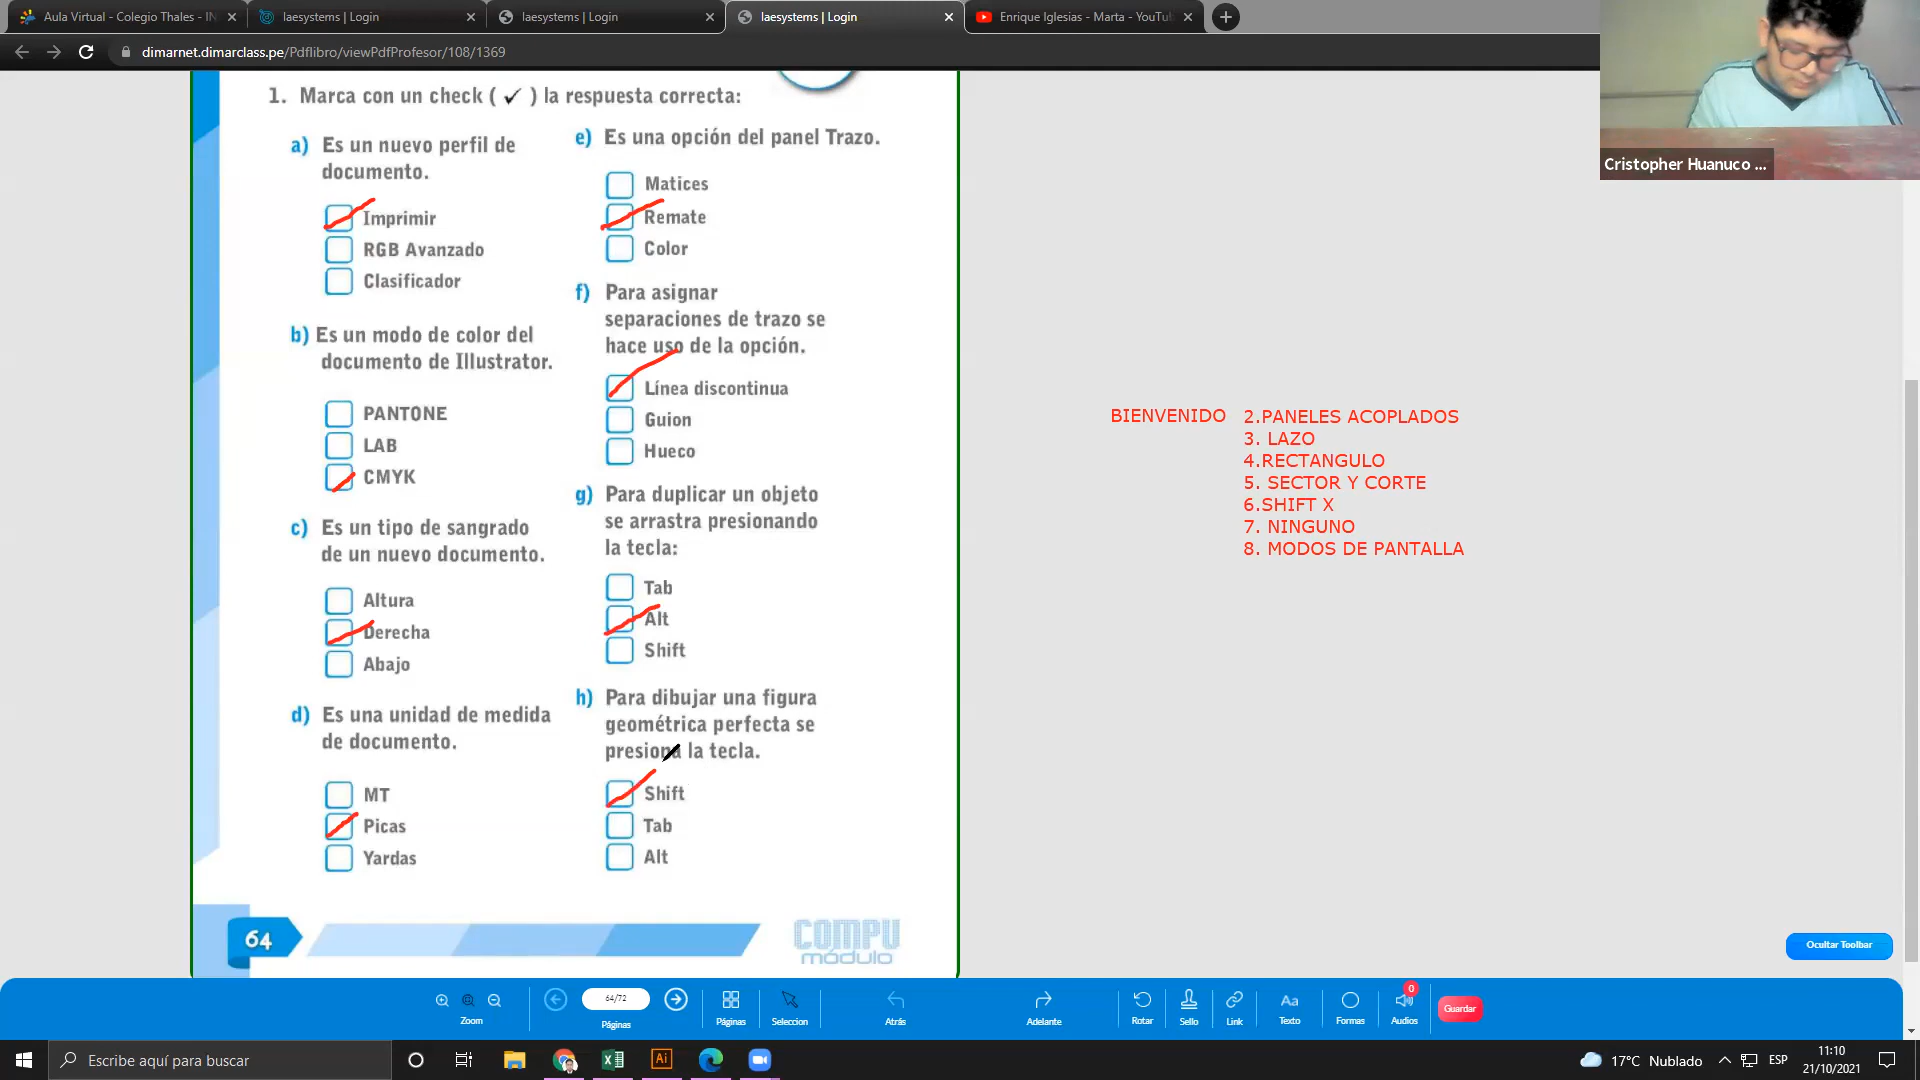 Aula Virtual - Colegio Thales - IN
laesystems | Login
laesystems | Login
laesystems | Login
Enrique Iglesias - Marta - YouTu
dimarnet.dimarclass.pe/Pdflibro/viewPdfProfesor/108/1369
Cristopher Huanuco ...
1. Marca con un check ( ✓ ) la respuesta correcta:
a) Es un nuevo perfil de
documento.
Imprimir
RGB Avanzado
Clasificador
b) Es un modo de color del
documento de Illustrator.
PANTONE
LAB
CMYK
c) Es un tipo de sangrado
de un nuevo documento.
Altura
Derecha
Abajo
d) Es una unidad de medida
de documento.
MT
Picas
Yardas
e) Es una opción del panel Trazo.
Matices
Remate
Color
f) Para asignar
separaciones de trazo se
hace uso de la opción.
Línea discontinua
Guion
Hueco
g) Para duplicar un objeto
se arrastra presionando
la tecla:
Tab
Alt
Shift
h) Para dibujar una figura
geométrica perfecta se
presiona la tecla.
Shift
Tab
Alt
64
COMPU
módulo
BIENVENIDO
2.PANELES ACOPLADOS
3. LAZO
4.RECTANGULO
5. SECTOR Y CORTE
6.SHIFT X
7. NINGUNO
8. MODOS DE PANTALLA
Ocultar Toolbar
Zoom
64/72
Páginas
Páginas
Seleccion
Atrás
Adelante
Rotar
Sello
Link
Aa
Texto
Formas
0
Audios
Guardar
Escribe aquí para buscar
Ai
17°C Nublado
ESP
11:10
21/10/2021